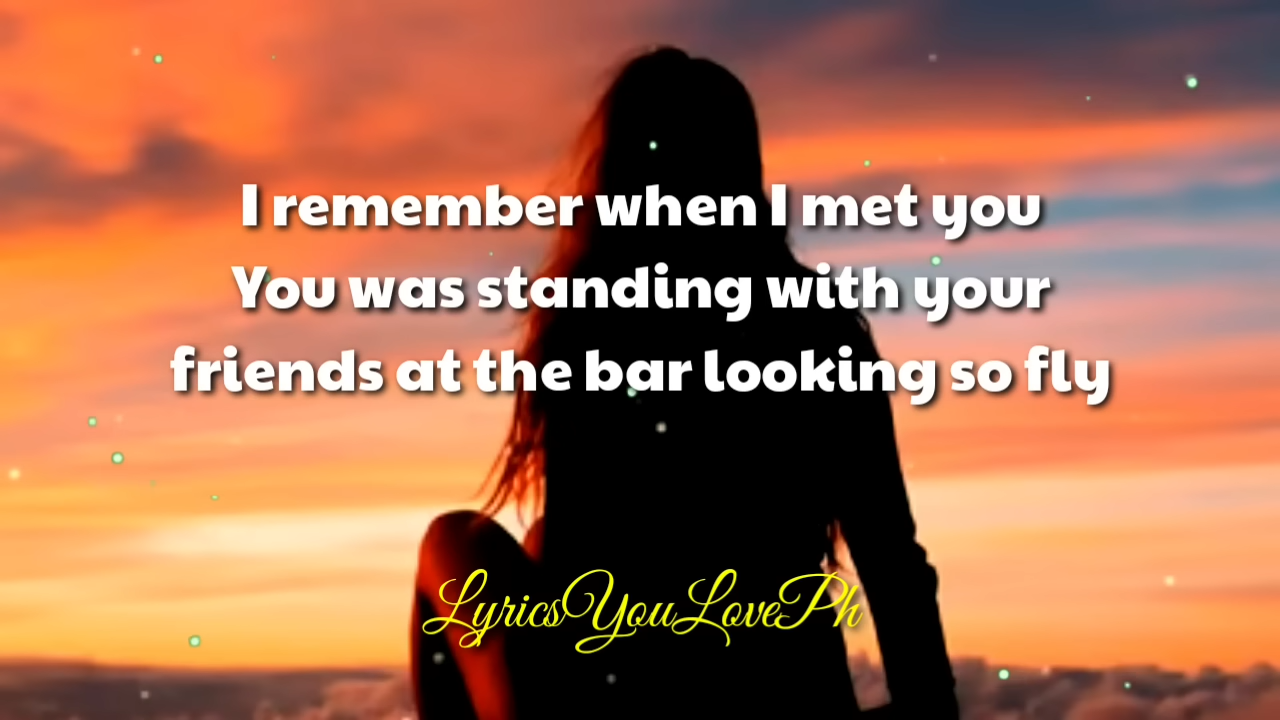 I remember when I met you
You was standing with your
friends at the bar looking so fly
LyricsYouLovePh